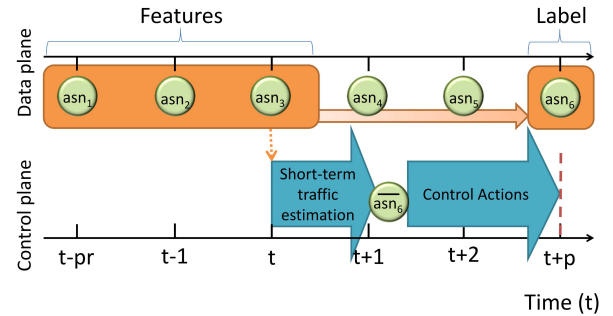 Features
Label
Data plane
asn1
asn2
asn3
asn4
asn5
asn6
Control plane
Short-term
traffic
estimation
asn6
Control Actions
t-pr
t-1
t
t+1
t+2
t+p
Time (t)